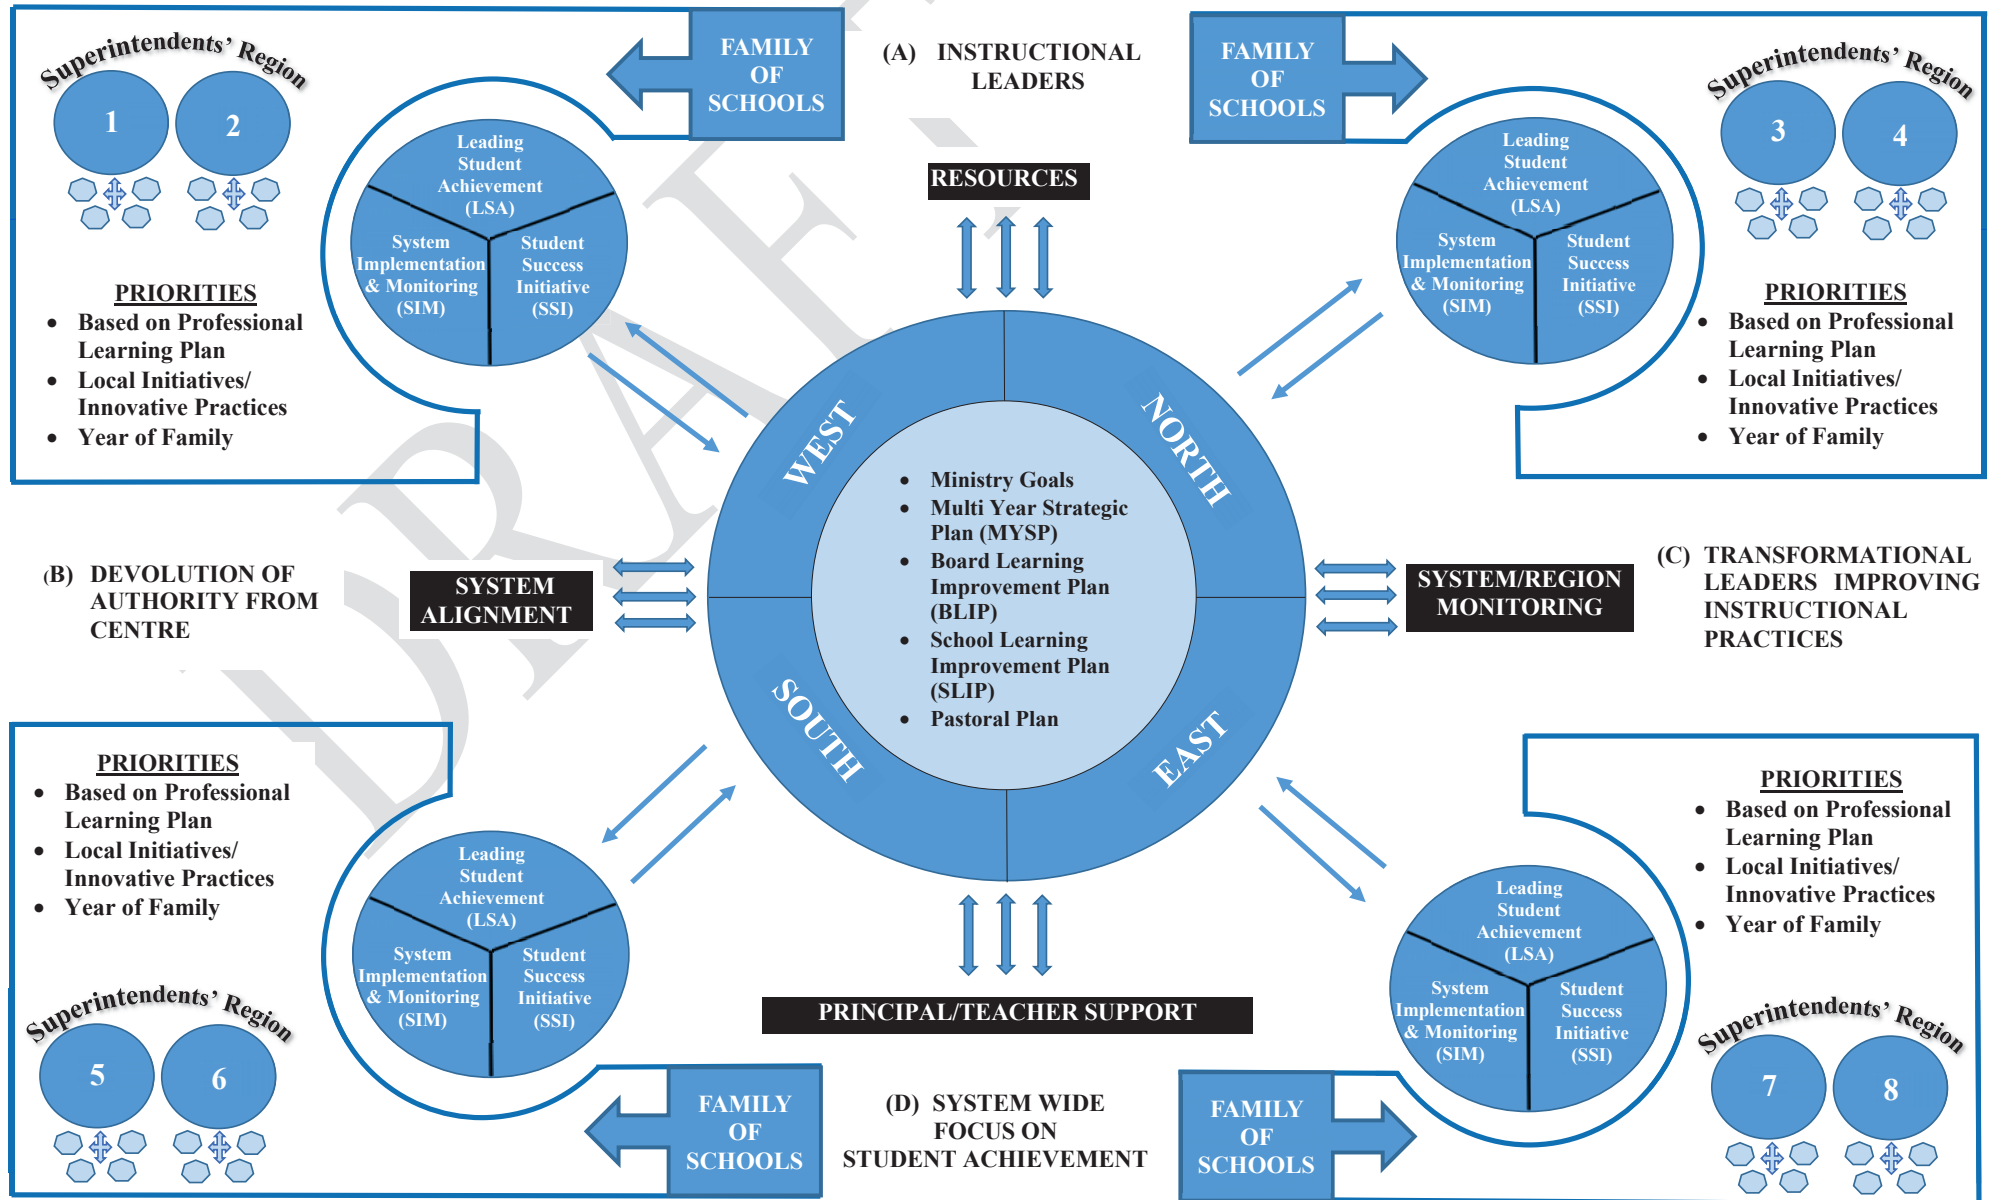 Superintendents' Region
1
2
PRIORITIES
• Based on Professional
Learning Plan
• Local Initiatives/
Innovative Practices
• Year of Family
Leading
Student
Achievement
(LSA)
System
Implementation
& Monitoring
(SIM)
Student
Success
Initiative
(SSI)
FAMILY
OF
SCHOOLS
(A) INSTRUCTIONAL
LEADERS
RESOURCES
FAMILY
OF
SCHOOLS
Leading
Student
Achievement
(LSA)
System
Implementation
& Monitoring
(SIM)
Student
Success
Initiative
(SSI)
Superintendents' Region
3
4
PRIORITIES
• Based on Professional
Learning Plan
• Local Initiatives/
Innovative Practices
• Year of Family
DRAFT
WEST
NORTH
• Ministry Goals
• Multi Year Strategic
Plan (MYSP)
• Board Learning
Improvement Plan
(BLIP)
• School Learning
Improvement Plan
(SLIP)
• Pastoral Plan
SOUTH
EAST
(B) DEVOLUTION OF
AUTHORITY FROM
CENTRE
SYSTEM
ALIGNMENT
SYSTEM/REGION
MONITORING
(C) TRANSFORMATIONAL
LEADERS IMPROVING
INSTRUCTIONAL
PRACTICES
PRIORITIES
• Based on Professional
Learning Plan
• Local Initiatives/
Innovative Practices
• Year of Family
Superintendents' Region
5
6
Leading
Student
Achievement
(LSA)
System
Implementation
& Monitoring
(SIM)
Student
Success
Initiative
(SSI)
FAMILY
OF
SCHOOLS
PRINCIPAL/TEACHER SUPPORT
(D) SYSTEM WIDE
FOCUS ON
STUDENT ACHIEVEMENT
FAMILY
OF
SCHOOLS
Leading
Student
Achievement
(LSA)
System
Implementation
& Monitoring
(SIM)
Student
Success
Initiative
(SSI)
PRIORITIES
• Based on Professional
Learning Plan
• Local Initiatives/
Innovative Practices
• Year of Family
Superintendents' Region
7
8